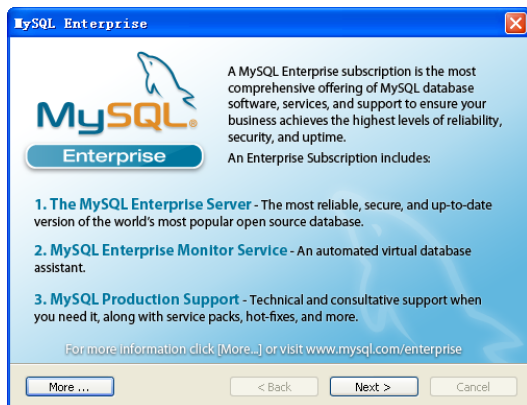 MySQL Enterprise
MySQL®
Enterprise
A MySQL Enterprise subscription is the most
comprehensive offering of MySQL database
software, services, and support to ensure your
business achieves the highest levels of reliability,
security, and uptime.
An Enterprise Subscription includes:
1. The MySQL Enterprise Server - The most reliable, secure, and up-to-date
version of the world's most popular open source database.
2. MySQL Enterprise Monitor Service - An automated virtual database
assistant.
3. MySQL Production Support - Technical and consultative support when
you need it, along with service packs, hot-fixes, and more.
For more information click [More...] or visit www.mysql.com/enterprise
More ...
< Back
Next >
Cancel